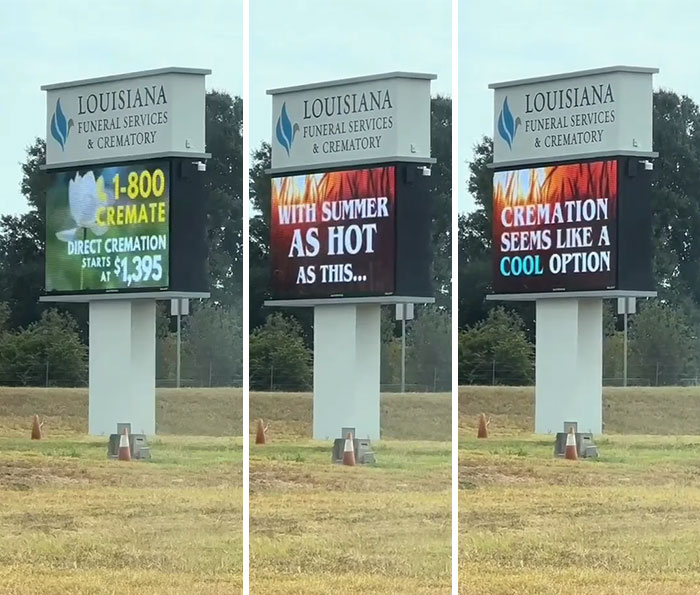 LOUISIANA
FUNERAL SERVICES
& CREMATORY
1-800
CREMATE
DIRECT CREMATION
STARTS
AT $1,395
LOUISIANA
FUNERAL SERVICES
& CREMATORY
WITH SUMMER
AS HOT
AS THIS...
LOUISIANA
FUNERAL SERVICES
& CREMATORY
CREMATION
SEEMS LIKE A
COOL OPTION